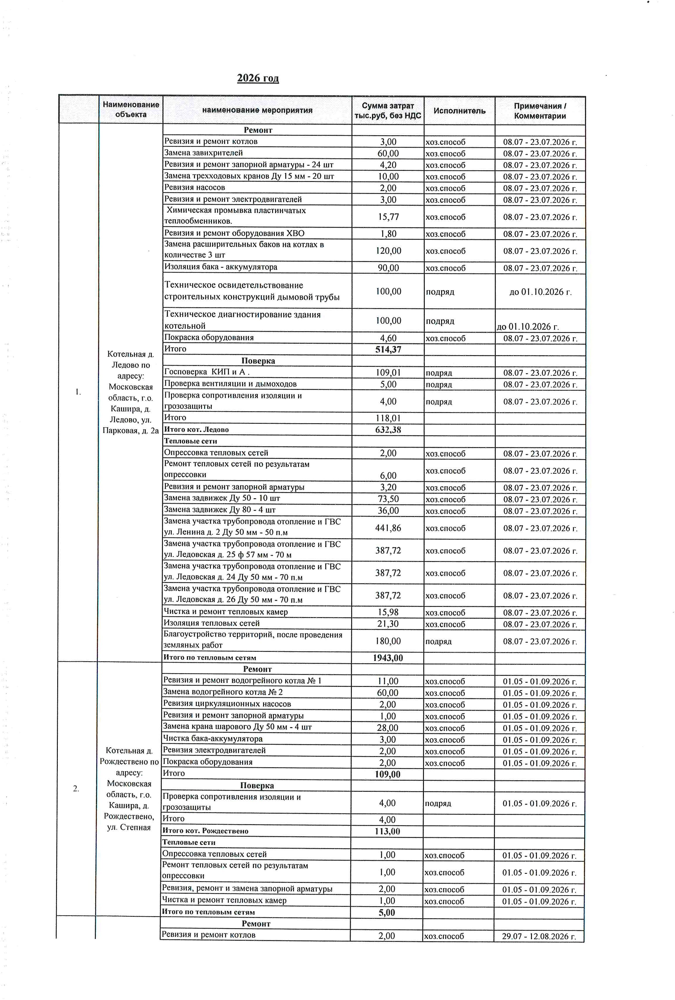 2026 год
Наименование объекта | наименование мероприятия | Сумма затрат тыс.руб, без НДС | Исполнитель | Примечания / Комментарии
1. | Котельная д. Ледово по адресу: Московская область, г.о. Кашира, д. Ледово, ул. Парковая, д. 2а
Ремонт
Ревизия и ремонт котлов | 3,00 | хоз.способ | 08.07 - 23.07.2026 г.
Замена завихрителей | 60,00 | хоз.способ | 08.07 - 23.07.2026 г.
Ревизия и ремонт запорной арматуры - 24 шт | 4,20 | хоз.способ | 08.07 - 23.07.2026 г.
Замена трехходовых кранов Ду 15 мм - 20 шт | 10,00 | хоз.способ | 08.07 - 23.07.2026 г.
Ревизия насосов | 2,00 | хоз.способ | 08.07 - 23.07.2026 г.
Ревизия и ремонт электродвигателей | 3,00 | хоз.способ | 08.07 - 23.07.2026 г.
Химическая промывка пластинчатых теплообменников. | 15,77 | хоз.способ | 08.07 - 23.07.2026 г.
Ревизия и ремонт оборудования ХВО | 1,80 | хоз.способ | 08.07 - 23.07.2026 г.
Замена расширительных баков на котлах в количестве 3 шт | 120,00 | хоз.способ | 08.07 - 23.07.2026 г.
Изоляция бака - аккумулятора | 90,00 | хоз.способ | 08.07 - 23.07.2026 г.
Техническое освидетельствование строительных конструкций дымовой трубы | 100,00 | подряд | до 01.10.2026 г.
Техническое диагностирование здания котельной | 100,00 | подряд | до 01.10.2026 г.
Покраска оборудования | 4,60 | хоз.способ | 08.07 - 23.07.2026 г.
Итого | 514,37
Поверка
Госповерка КИП и А . | 109,01 | подряд | 08.07 - 23.07.2026 г.
Проверка вентиляции и дымоходов | 5,00 | подряд | 08.07 - 23.07.2026 г.
Проверка сопротивления изоляции и грозозащиты | 4,00 | подряд | 08.07 - 23.07.2026 г.
Итого | 118,01
Итого кот. Ледово | 632,38
Тепловые сети
Опрессовка тепловых сетей | 2,00 | хоз.способ | 08.07 - 23.07.2026 г.
Ремонт тепловых сетей по результатам опрессовки | 6,00 | хоз.способ | 08.07 - 23.07.2026 г.
Ревизия и ремонт запорной арматуры | 3,20 | хоз.способ | 08.07 - 23.07.2026 г.
Замена задвижек Ду 50 - 10 шт | 73,50 | хоз.способ | 08.07 - 23.07.2026 г.
Замена задвижек Ду 80 - 4 шт | 36,00 | хоз.способ | 08.07 - 23.07.2026 г.
Замена участка трубопровода отопление и ГВС ул. Ленина д. 2 Ду 50 мм - 50 п.м | 441,86 | хоз.способ | 08.07 - 23.07.2026 г.
Замена участка трубопровода отопление и ГВС ул. Ледовская д. 25 ф 57 мм - 70 м | 387,72 | хоз.способ | 08.07 - 23.07.2026 г.
Замена участка трубопровода отопление и ГВС ул. Ледовская д. 24 Ду 50 мм - 70 п.м | 387,72 | хоз.способ | 08.07 - 23.07.2026 г.
Замена участка трубопровода отопление и ГВС ул. Ледовская д. 26 Ду 50 мм - 70 п.м | 387,72 | хоз.способ | 08.07 - 23.07.2026 г.
Чистка и ремонт тепловых камер | 15,98 | хоз.способ | 08.07 - 23.07.2026 г.
Изоляция тепловых сетей | 21,30 | хоз.способ | 08.07 - 23.07.2026 г.
Благоустройство территорий, после проведения земляных работ | 180,00 | подряд | 08.07 - 23.07.2026 г.
Итого по тепловым сетям | 1943,00
2. | Котельная д. Рождествено по адресу: Московская область, г.о. Кашира, д. Рождествено, ул. Степная
Ремонт
Ревизия и ремонт водогрейного котла № 1 | 11,00 | хоз.способ | 01.05 - 01.09.2026 г.
Замена водогрейного котла № 2 | 60,00 | хоз.способ | 01.05 - 01.09.2026 г.
Ревизия циркуляционных насосов | 2,00 | хоз.способ | 01.05 - 01.09.2026 г.
Ревизия и ремонт запорной арматуры | 1,00 | хоз.способ | 01.05 - 01.09.2026 г.
Замена крана шарового Ду 50 мм - 4 шт | 28,00 | хоз.способ | 01.05 - 01.09.2026 г.
Чистка бака-аккумулятора | 3,00 | хоз.способ | 01.05 - 01.09.2026 г.
Ревизия электродвигателей | 2,00 | хоз.способ | 01.05 - 01.09.2026 г.
Покраска оборудования | 2,00 | хоз.способ | 01.05 - 01.09.2026 г.
Итого | 109,00
Поверка
Проверка сопротивления изоляции и грозозащиты | 4,00 | подряд | 01.05 - 01.09.2026 г.
Итого | 4,00
Итого кот. Рождествено | 113,00
Тепловые сети
Опрессовка тепловых сетей | 1,00 | хоз.способ | 01.05 - 01.09.2026 г.
Ремонт тепловых сетей по результатам опрессовки | 1,00 | хоз.способ | 01.05 - 01.09.2026 г.
Ревизия, ремонт и замена запорной арматуры | 2,00 | хоз.способ | 01.05 - 01.09.2026 г.
Чистка и ремонт тепловых камер | 1,00 | хоз.способ | 01.05 - 01.09.2026 г.
Итого по тепловым сетям | 5,00
Ремонт
Ревизия и ремонт котлов | 2,00 | хоз.способ | 29.07 - 12.08.2026 г.